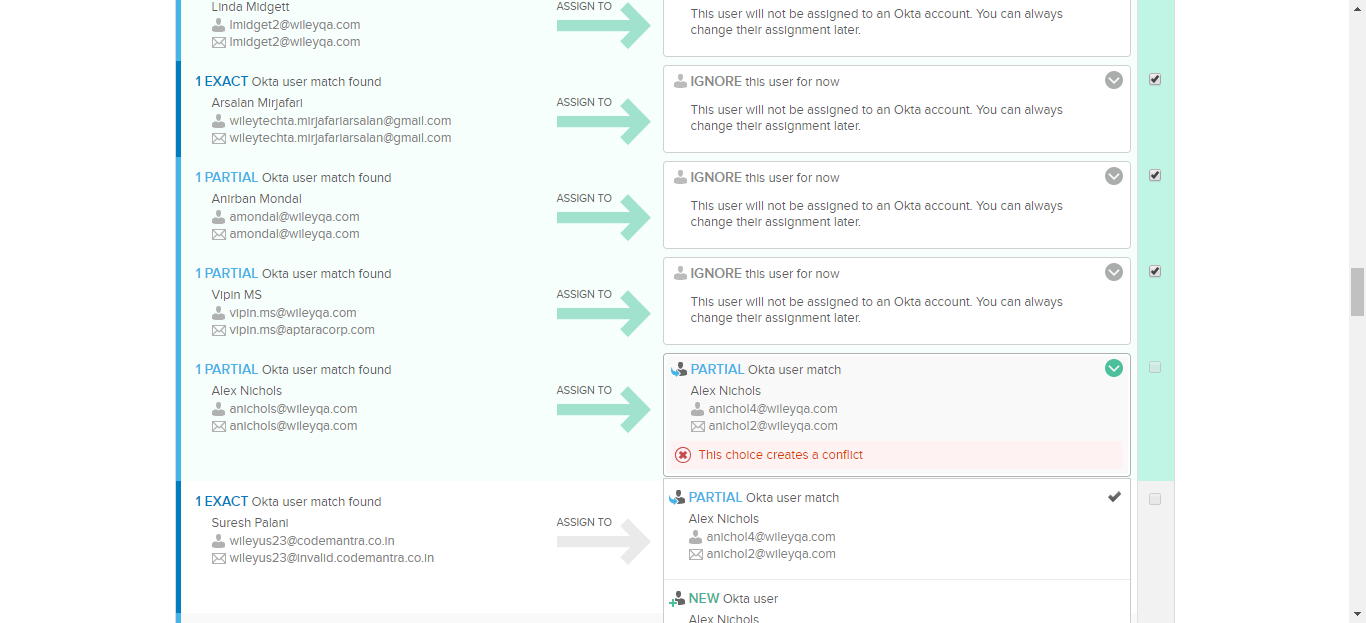 Linda Midgett
lmidget2@wileyqa.com
lmidget2@wileyqa.com
ASSIGN TO
This user will not be assigned to an Okta account. You can always
change their assignment later.
1 EXACT Okta user match found
Arsalan Mirjafari
wileytechta.mirjafariarsalan@gmail.com
wileytechta.mirjafariarsalan@gmail.com
ASSIGN TO
IGNORE this user for now
This user will not be assigned to an Okta account. You can always
change their assignment later.
1 PARTIAL Okta user match found
Anirban Mondal
amondal@wileyqa.com
amondal@wileyqa.com
ASSIGN TO
IGNORE this user for now
This user will not be assigned to an Okta account. You can always
change their assignment later.
1 PARTIAL Okta user match found
Vipin MS
vipin.ms@wileyqa.com
vipin.ms@aptaracorp.com
ASSIGN TO
IGNORE this user for now
This user will not be assigned to an Okta account. You can always
change their assignment later.
1 PARTIAL Okta user match found
Alex Nichols
anichols@wileyqa.com
anichols@wileyqa.com
ASSIGN TO
PARTIAL Okta user match
Alex Nichols
anichol4@wileyqa.com
anichol2@wileyqa.com
This choice creates a conflict
1 EXACT Okta user match found
Suresh Palani
wileyus23@codemantra.co.in
wileyus23@invalid.codemantra.co.in
ASSIGN TO
PARTIAL Okta user match
Alex Nichols
anichol4@wileyqa.com
anichol2@wileyqa.com
NEW Okta user
Alex Nichols